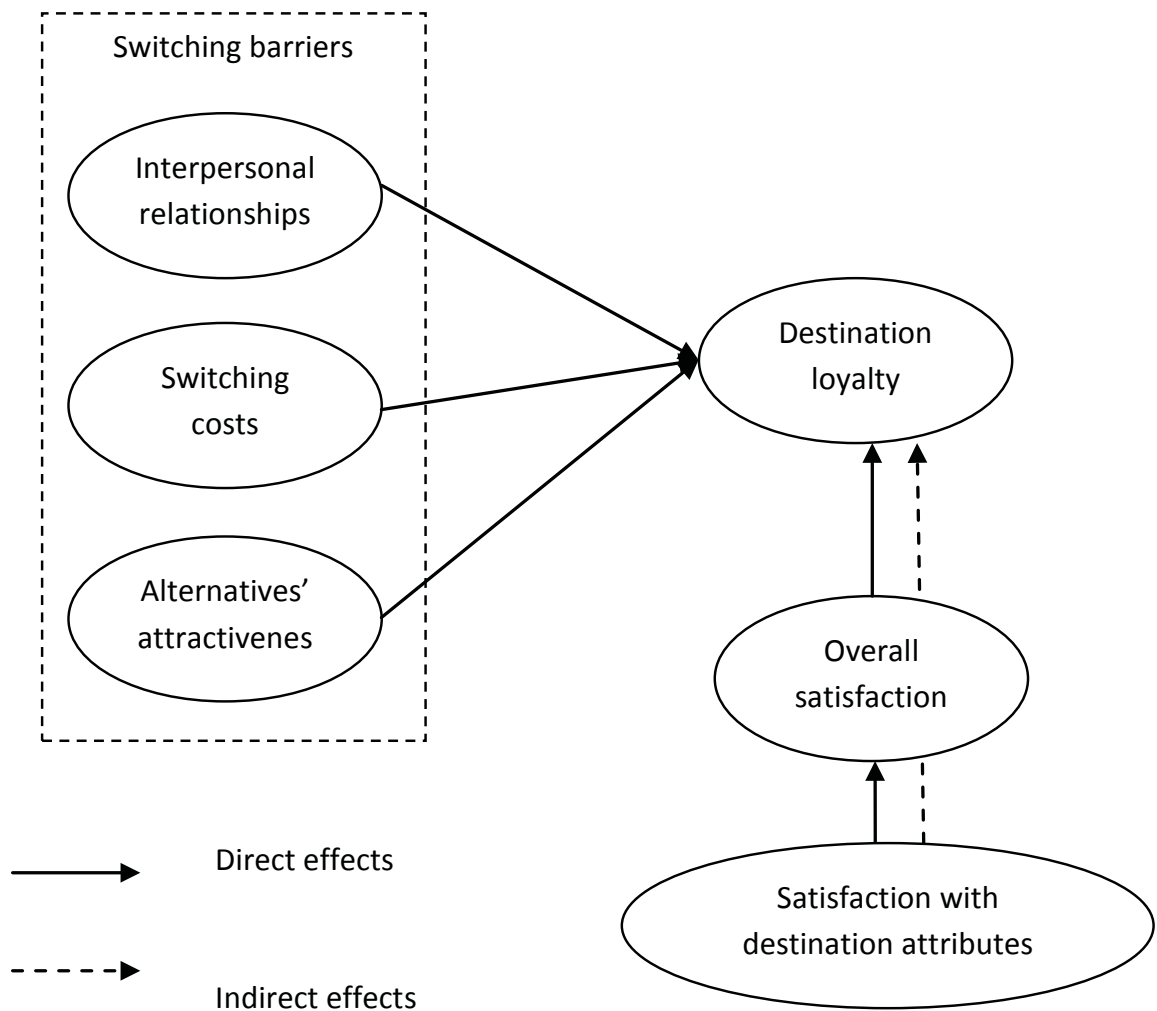 Switching barriers
Interpersonal
relationships
Switching
costs
Alternatives’
attractivenes
Destination
loyalty
Overall
satisfaction
Satisfaction with
destination attributes
Direct effects
Indirect effects